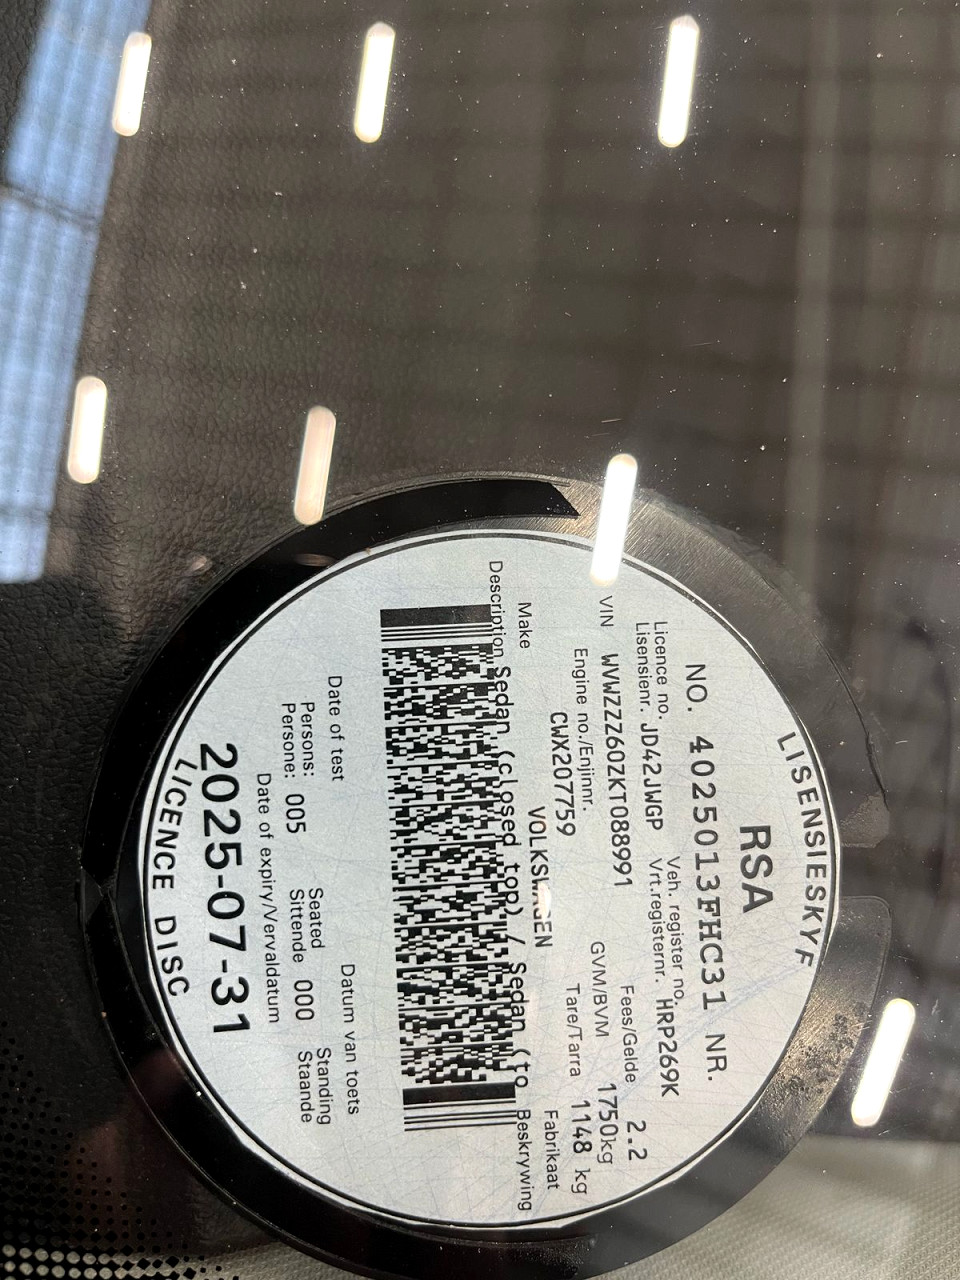 LISENSIESKYF
RSA
NO. 4025013FHC31 NR.
Licence no. Veh. register no.
Lisensienr. JD42JWGP Vrt.registernr. HRP269K
VIN WVWZZZ60ZKT088991 Fees/Gelde 2.2
Engine no./Enjinnr. GVM/BVM 1750kg
CWX207759 Tare/Tarra 1148 kg
Make VOLKSWAGEN Fabrikaat
Description Sedan (closed top) / Sedan (to Beskrywing
Date of test Datum van toets
Persons: Seated Standing
Persone: 005 Sittende 000 Staande
Date of expiry/Vervaldatum
2025-07-31
LICENCE DISC